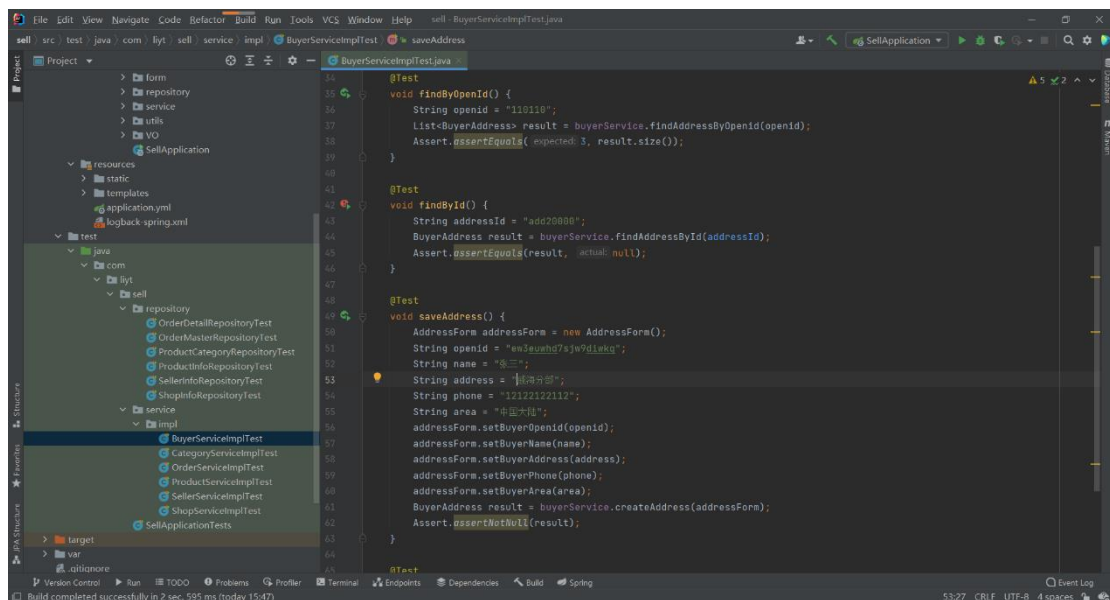 File Edit View Navigate Code Refactor Build Run Tools VCS Window Help sell - BuyerServiceImplTest.java
sell src test java com liyt sell service impl BuyerServiceImplTest saveAddress SellApplication
Project BuyerServiceImplTest.java
Project
form
repository
service
utils
VO
SellApplication
resources
static
templates
application.yml
logback-spring.xml
test
java
com
liyt
sell
repository
OrderDetailRepositoryTest
OrderMasterRepositoryTest
ProductCategoryRepositoryTest
ProductInfoRepositoryTest
SellerInfoRepositoryTest
ShopInfoRepositoryTest
service
impl
BuyerServiceImplTest
CategoryServiceImplTest
OrderServiceImplTest
ProductServiceImplTest
SellerServiceImplTest
ShopServiceImplTest
SellApplicationTests
target
var
.gitignore
Structure
Favorites
JPA Structure
34 @Test
35 void findByOpenId() {
36 String openid = "110110";
37 List<BuyerAddress> result = buyerService.findAddressByOpenid(openid);
38 Assert.assertEquals( expected: 3, result.size());
39 }
40
41 @Test
42 void findById() {
43 String addressId = "add20000";
44 BuyerAddress result = buyerService.findAddressById(addressId);
45 Assert.assertEquals(result, actual: null);
46 }
47
48 @Test
49 void saveAddress() {
50 AddressForm addressForm = new AddressForm();
51 String openid = "ew3euwhd7sjw9diwkq";
52 String name = "张三";
53 String address = "分部";
54 String phone = "12122122112";
55 String area = "中国大陆";
56 addressForm.setBuyerOpenid(openid);
57 addressForm.setBuyerName(name);
58 addressForm.setBuyerAddress(address);
59 addressForm.setBuyerPhone(phone);
60 addressForm.setBuyerArea(area);
61 BuyerAddress result = buyerService.createAddress(addressForm);
62 Assert.assertNotNull(result);
63 }
64
65 @Test
5 2
Database
Maven
Version Control Run TODO Problems Profiler Terminal Endpoints Dependencies Build Spring Event Log
Build completed successfully in 2 sec, 595 ms (today 15:47) 53:27 CRLF UTF-8 4 spaces